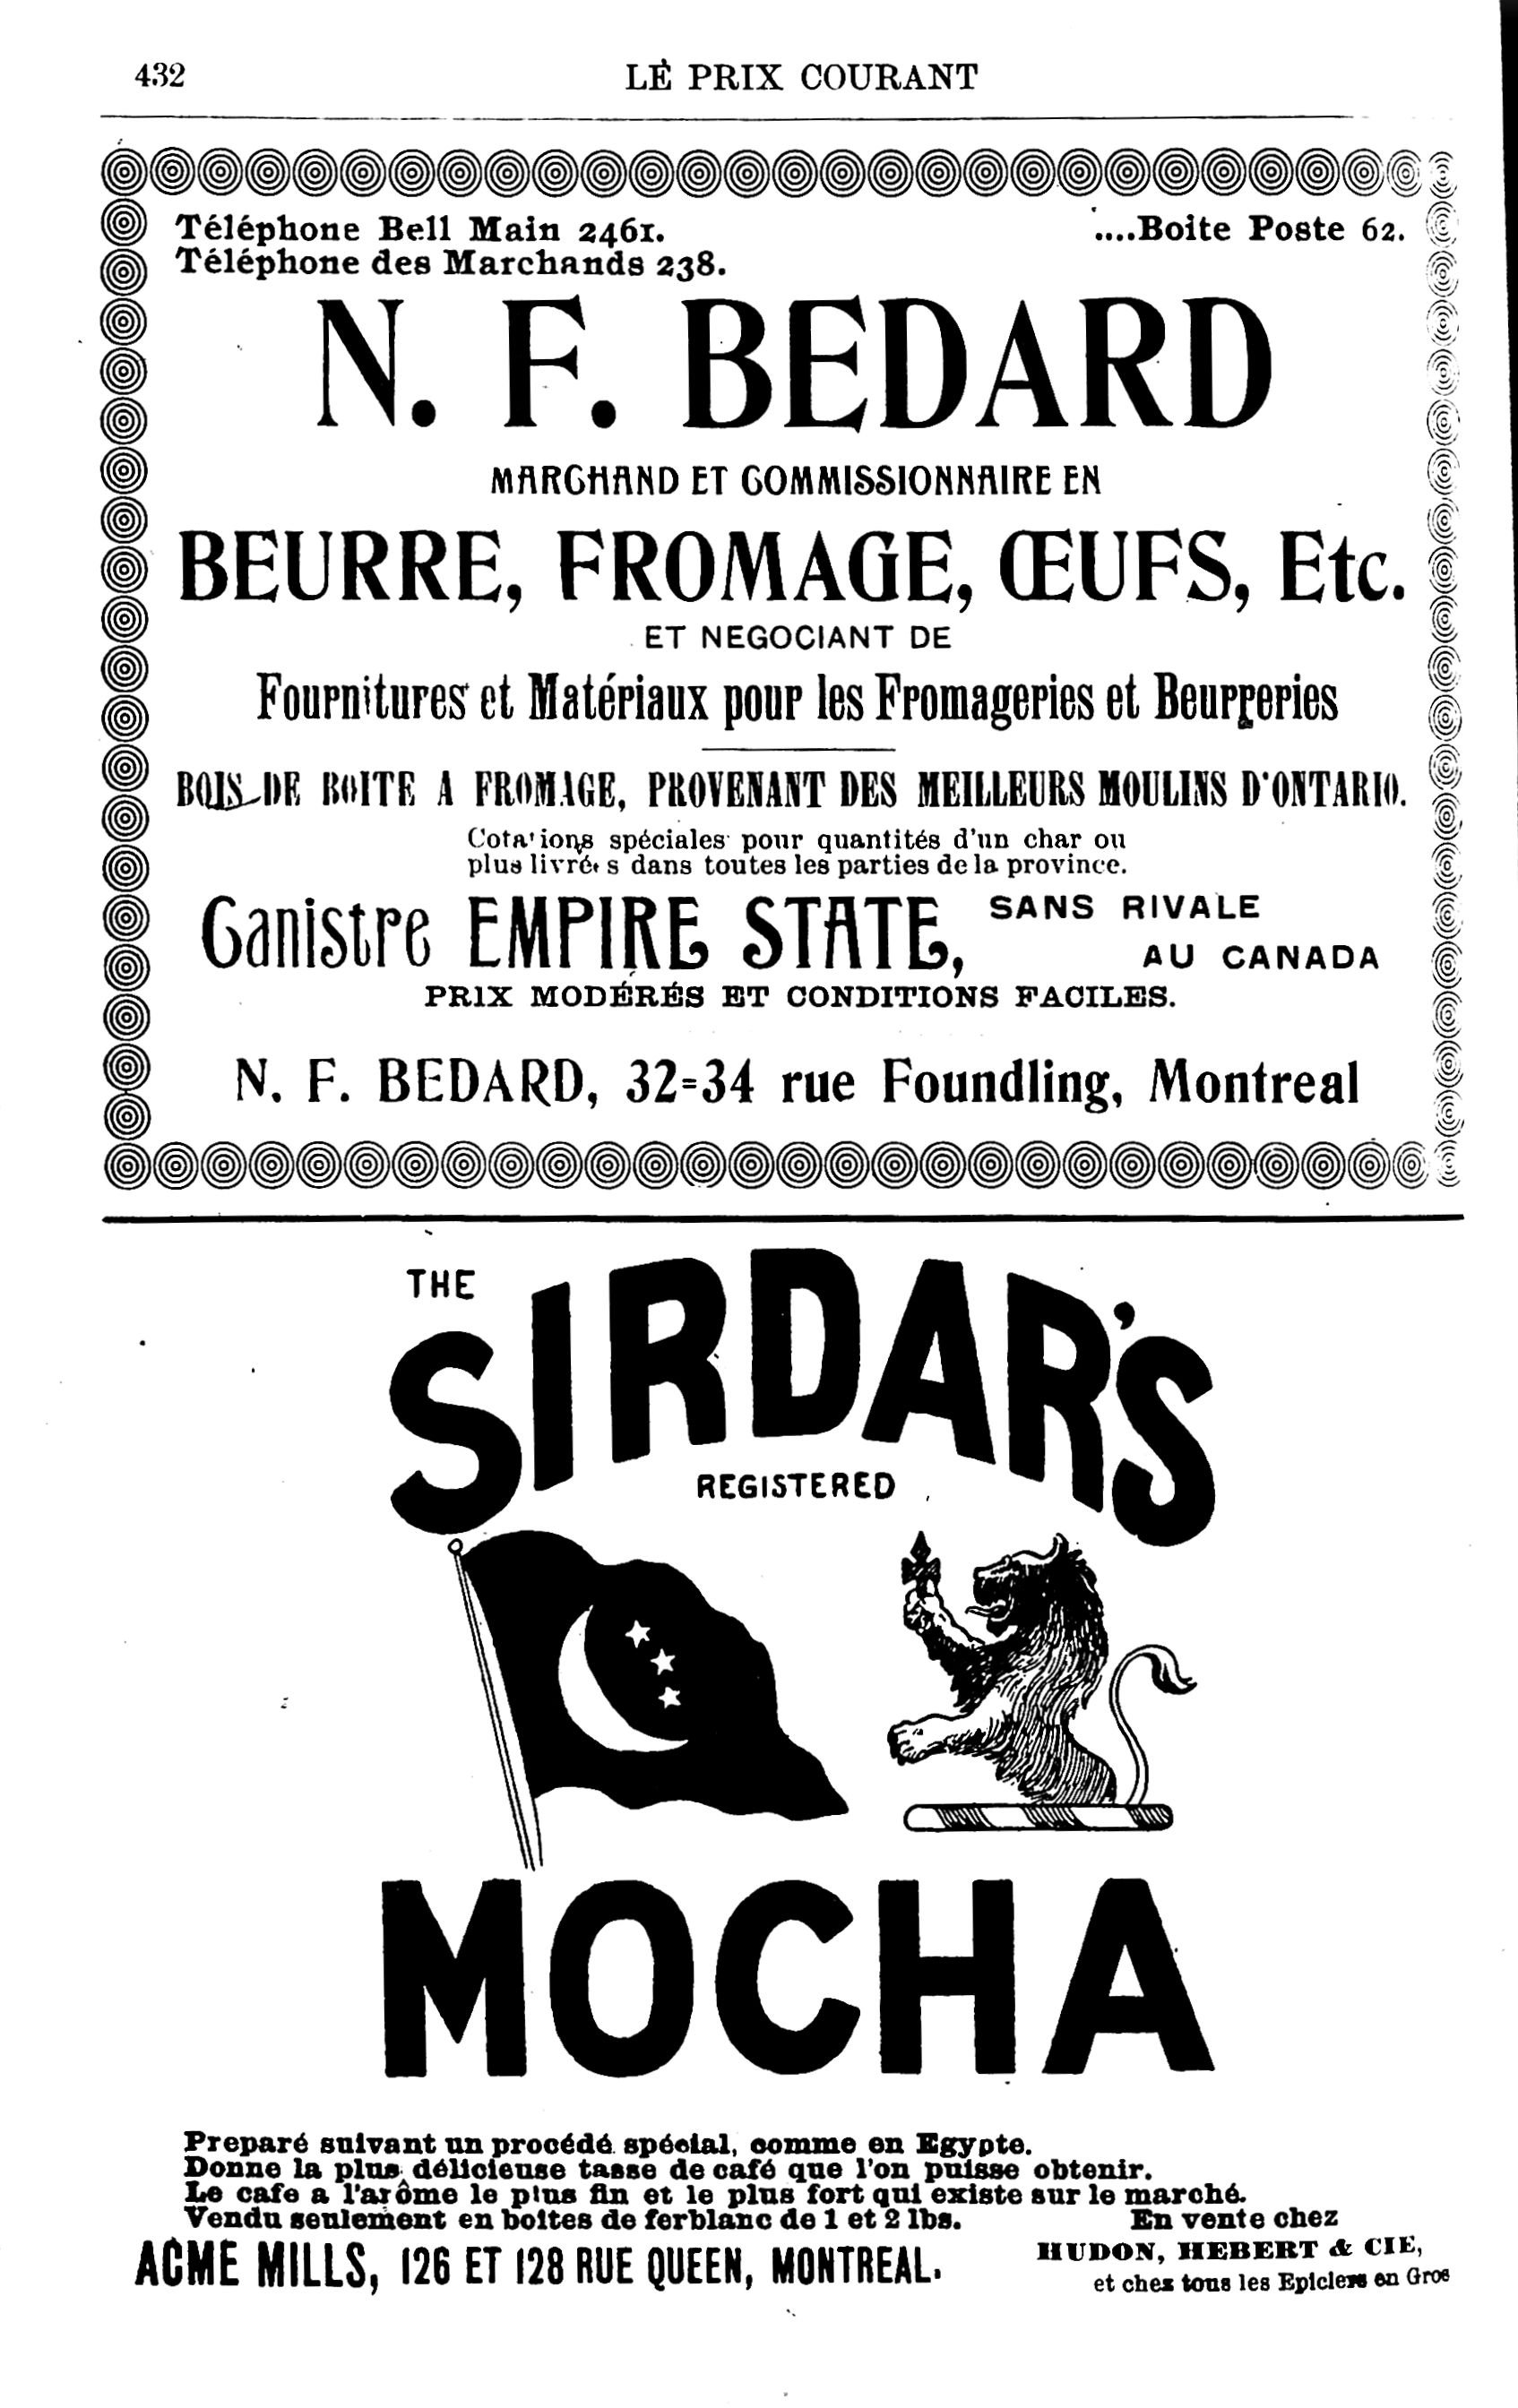 432
LE PRIX COURANT
Téléphone Bell Main 2461.
....Boite Poste 62.
Téléphone des Marchands 238.
N. F. BEDARD
MARCHAND ET COMMISSIONNAIRE EN
BEURRE, FROMAGE, ŒUFS, Etc.
ET NEGOCIANT DE
Fournitures et Matériaux pour les Fromageries et Beurreries
BOIS DE BOITE A FROMAGE, PROVENANT DES MEILLEURS MOULINS D'ONTARIO.
Cotations spéciales pour quantités d'un char ou
plus livrées dans toutes les parties de la province.
Canistre EMPIRE STATE, SANS RIVALE
AU CANADA
PRIX MODÉRÉS ET CONDITIONS FACILES.
N. F. BEDARD, 32=34 rue Foundling, Montreal
THE
SIRDAR'S
REGISTERED
MOCHA
Preparé suivant un procédé spécial, comme en Egypte.
Donne la plus délicieuse tasse de café que l'on puisse obtenir.
Le cafe a l'arôme le plus fin et le plus fort qui existe sur le marché.
Vendu seulement en boites de ferblanc de 1 et 2 lbs.
En vente chez
ACME MILLS, 126 ET 128 RUE QUEEN, MONTREAL.
HUDON, HEBERT & CIE,
et chez tous les Epiciers en Gros